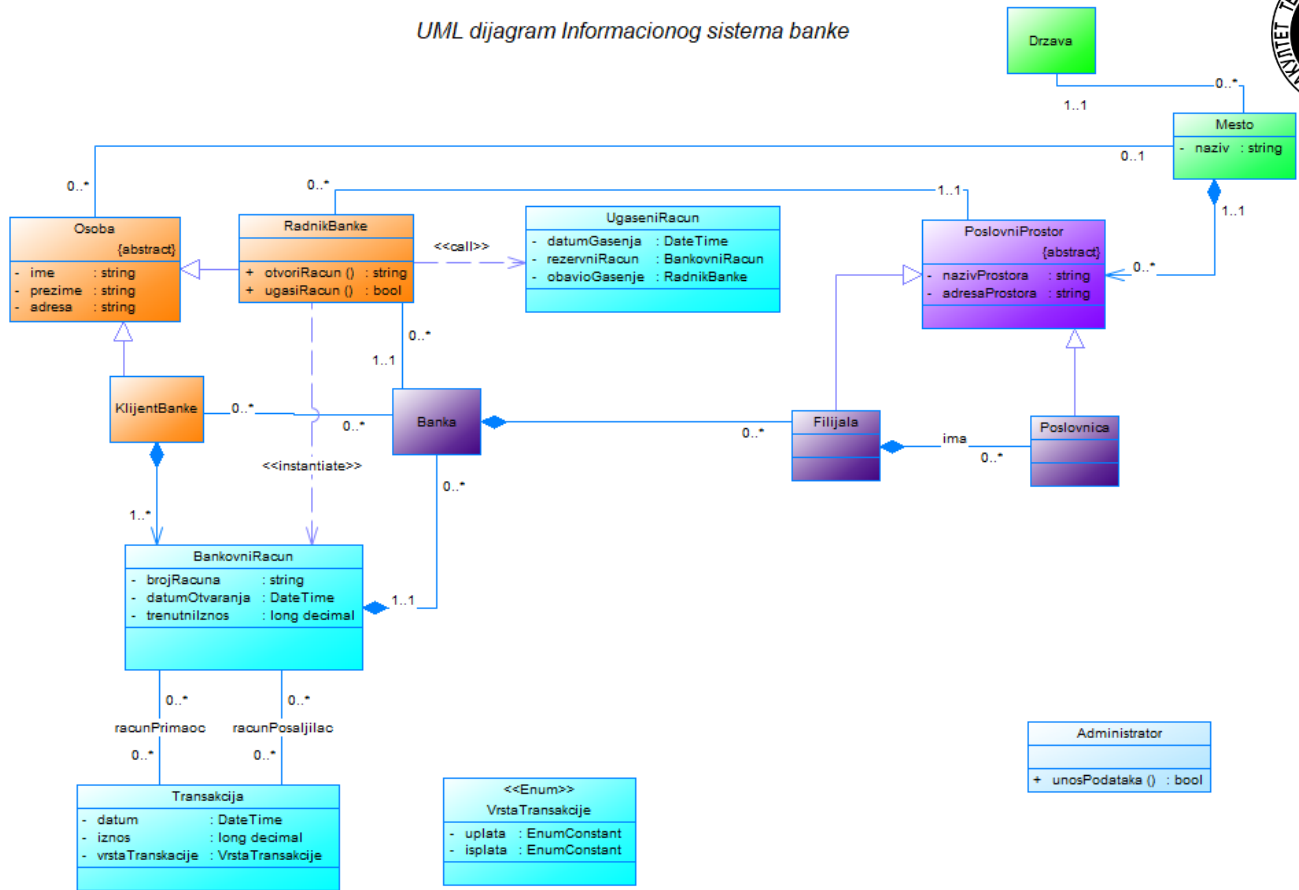 UML dijagram Informacionog sistema banke
Drzava
1..1
0..*
Mesto
- naziv : string
0..1
1..1
0..*
0..*
1..1
Osoba
{abstract}
- ime : string
- prezime : string
- adresa : string
RadnikBanke
+ otvoriRacun () : string
+ ugasiRacun () : bool
<<call>>
UgaseniRacun
- datumGasenja : DateTime
- rezervniRacun : BankovniRacun
- obavioGasenje : RadnikBanke
PoslovniProstor
{abstract}
- nazivProstora : string
- adresaProstora : string
0..*
0..*
1..1
KlijentBanke
0..*
0..*
Banka
0..*
Filijala
ima
0..*
Poslovnica
<<instantiate>>
0..*
1..*
BankovniRacun
- brojRacuna : string
- datumOtvaranja : DateTime
- trenutniIznos : long decimal
1..1
0..*
0..*
racunPrimaoc
racunPosaljilac
0..*
0..*
Transakcija
- datum : DateTime
- iznos : long decimal
- vrstaTranskacije : VrstaTransakcije
<<Enum>>
VrstaTransakcije
- uplata : EnumConstant
- isplata : EnumConstant
Administrator
+ unosPodataka () : bool